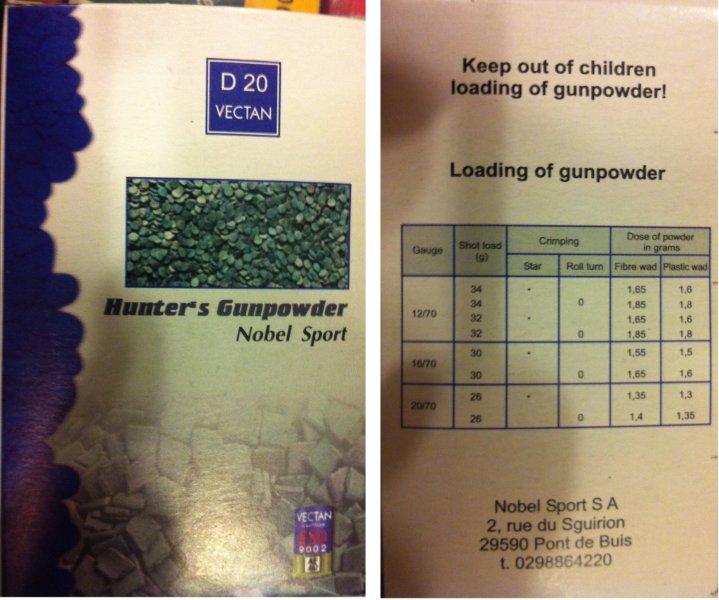 D 20
VECTAN
Hunter's Gunpowder
Nobel Sport
VECTAN
ISO
9002
Keep out of children
loading of gunpowder!
Loading of gunpowder
Gauge Shot load (g) Crimping Dose of powder in grams
Star Roll turn Fibre wad Plastic wad
12/70
34 - 1,65 1,6
34 0 1,85 1,8
32 - 1,65 1,6
32 0 1,85 1,8
16/70
30 - 1,55 1,5
30 0 1,65 1,6
20/70
26 - 1,35 1,3
26 0 1,4 1,35
Nobel Sport S A
2, rue du Sguirion
29590 Pont de Buis
t. 0298864220